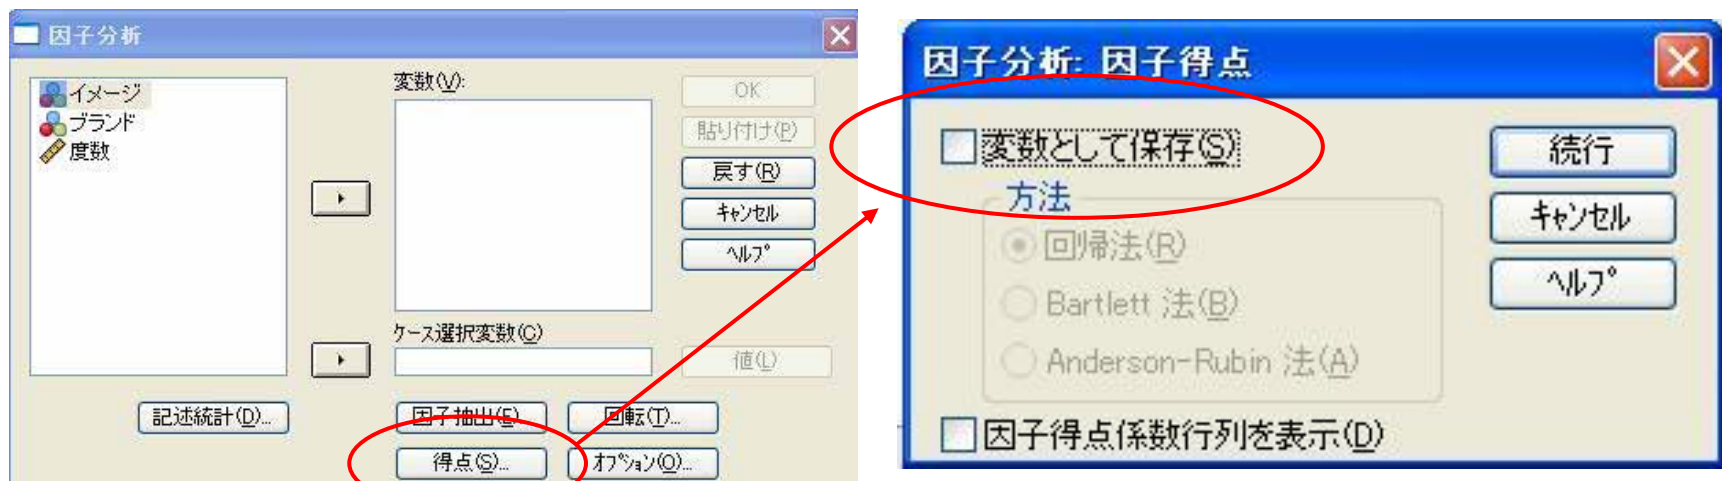 因子分析
イメージ
ブランド
度数
変数(V):
OK
貼り付け(P)
戻す(R)
キャンセル
ヘルプ
ケース選択変数(C)
値(L)
記述統計(D)...
因子抽出(E)...
回転(T)...
得点(S)...
オプション(O)...
因子分析: 因子得点
変数として保存(S)
方法
回帰法(R)
Bartlett 法(B)
Anderson-Rubin 法(A)
因子得点係数行列を表示(D)
続行
キャンセル
ヘルプ